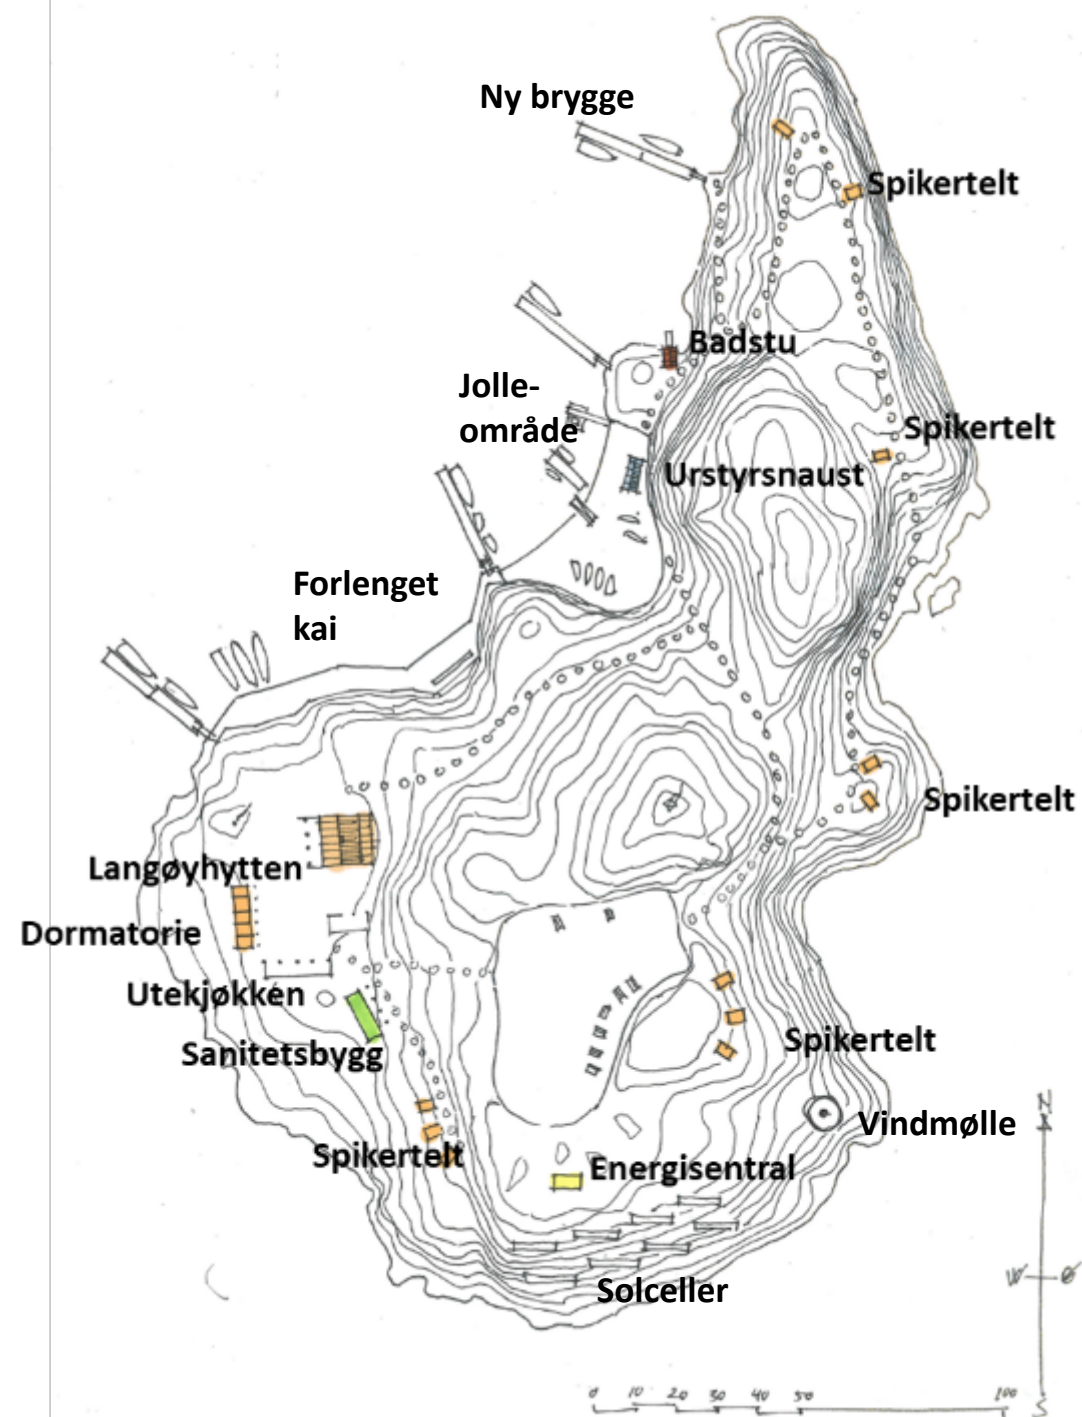 Ny brygge
Spikertelt
Badstu
Jolle-
område
Spikertelt
Urstyrsnaust
Forlenget
kai
Spikertelt
Langøyhytten
Dormatorie
Utekjøkken
Sanitetsbygg
Spikertelt
Vindmølle
Spikertelt
Energisentral
Solceller
N
W Ø
S
0 10 20 30 40 50 100